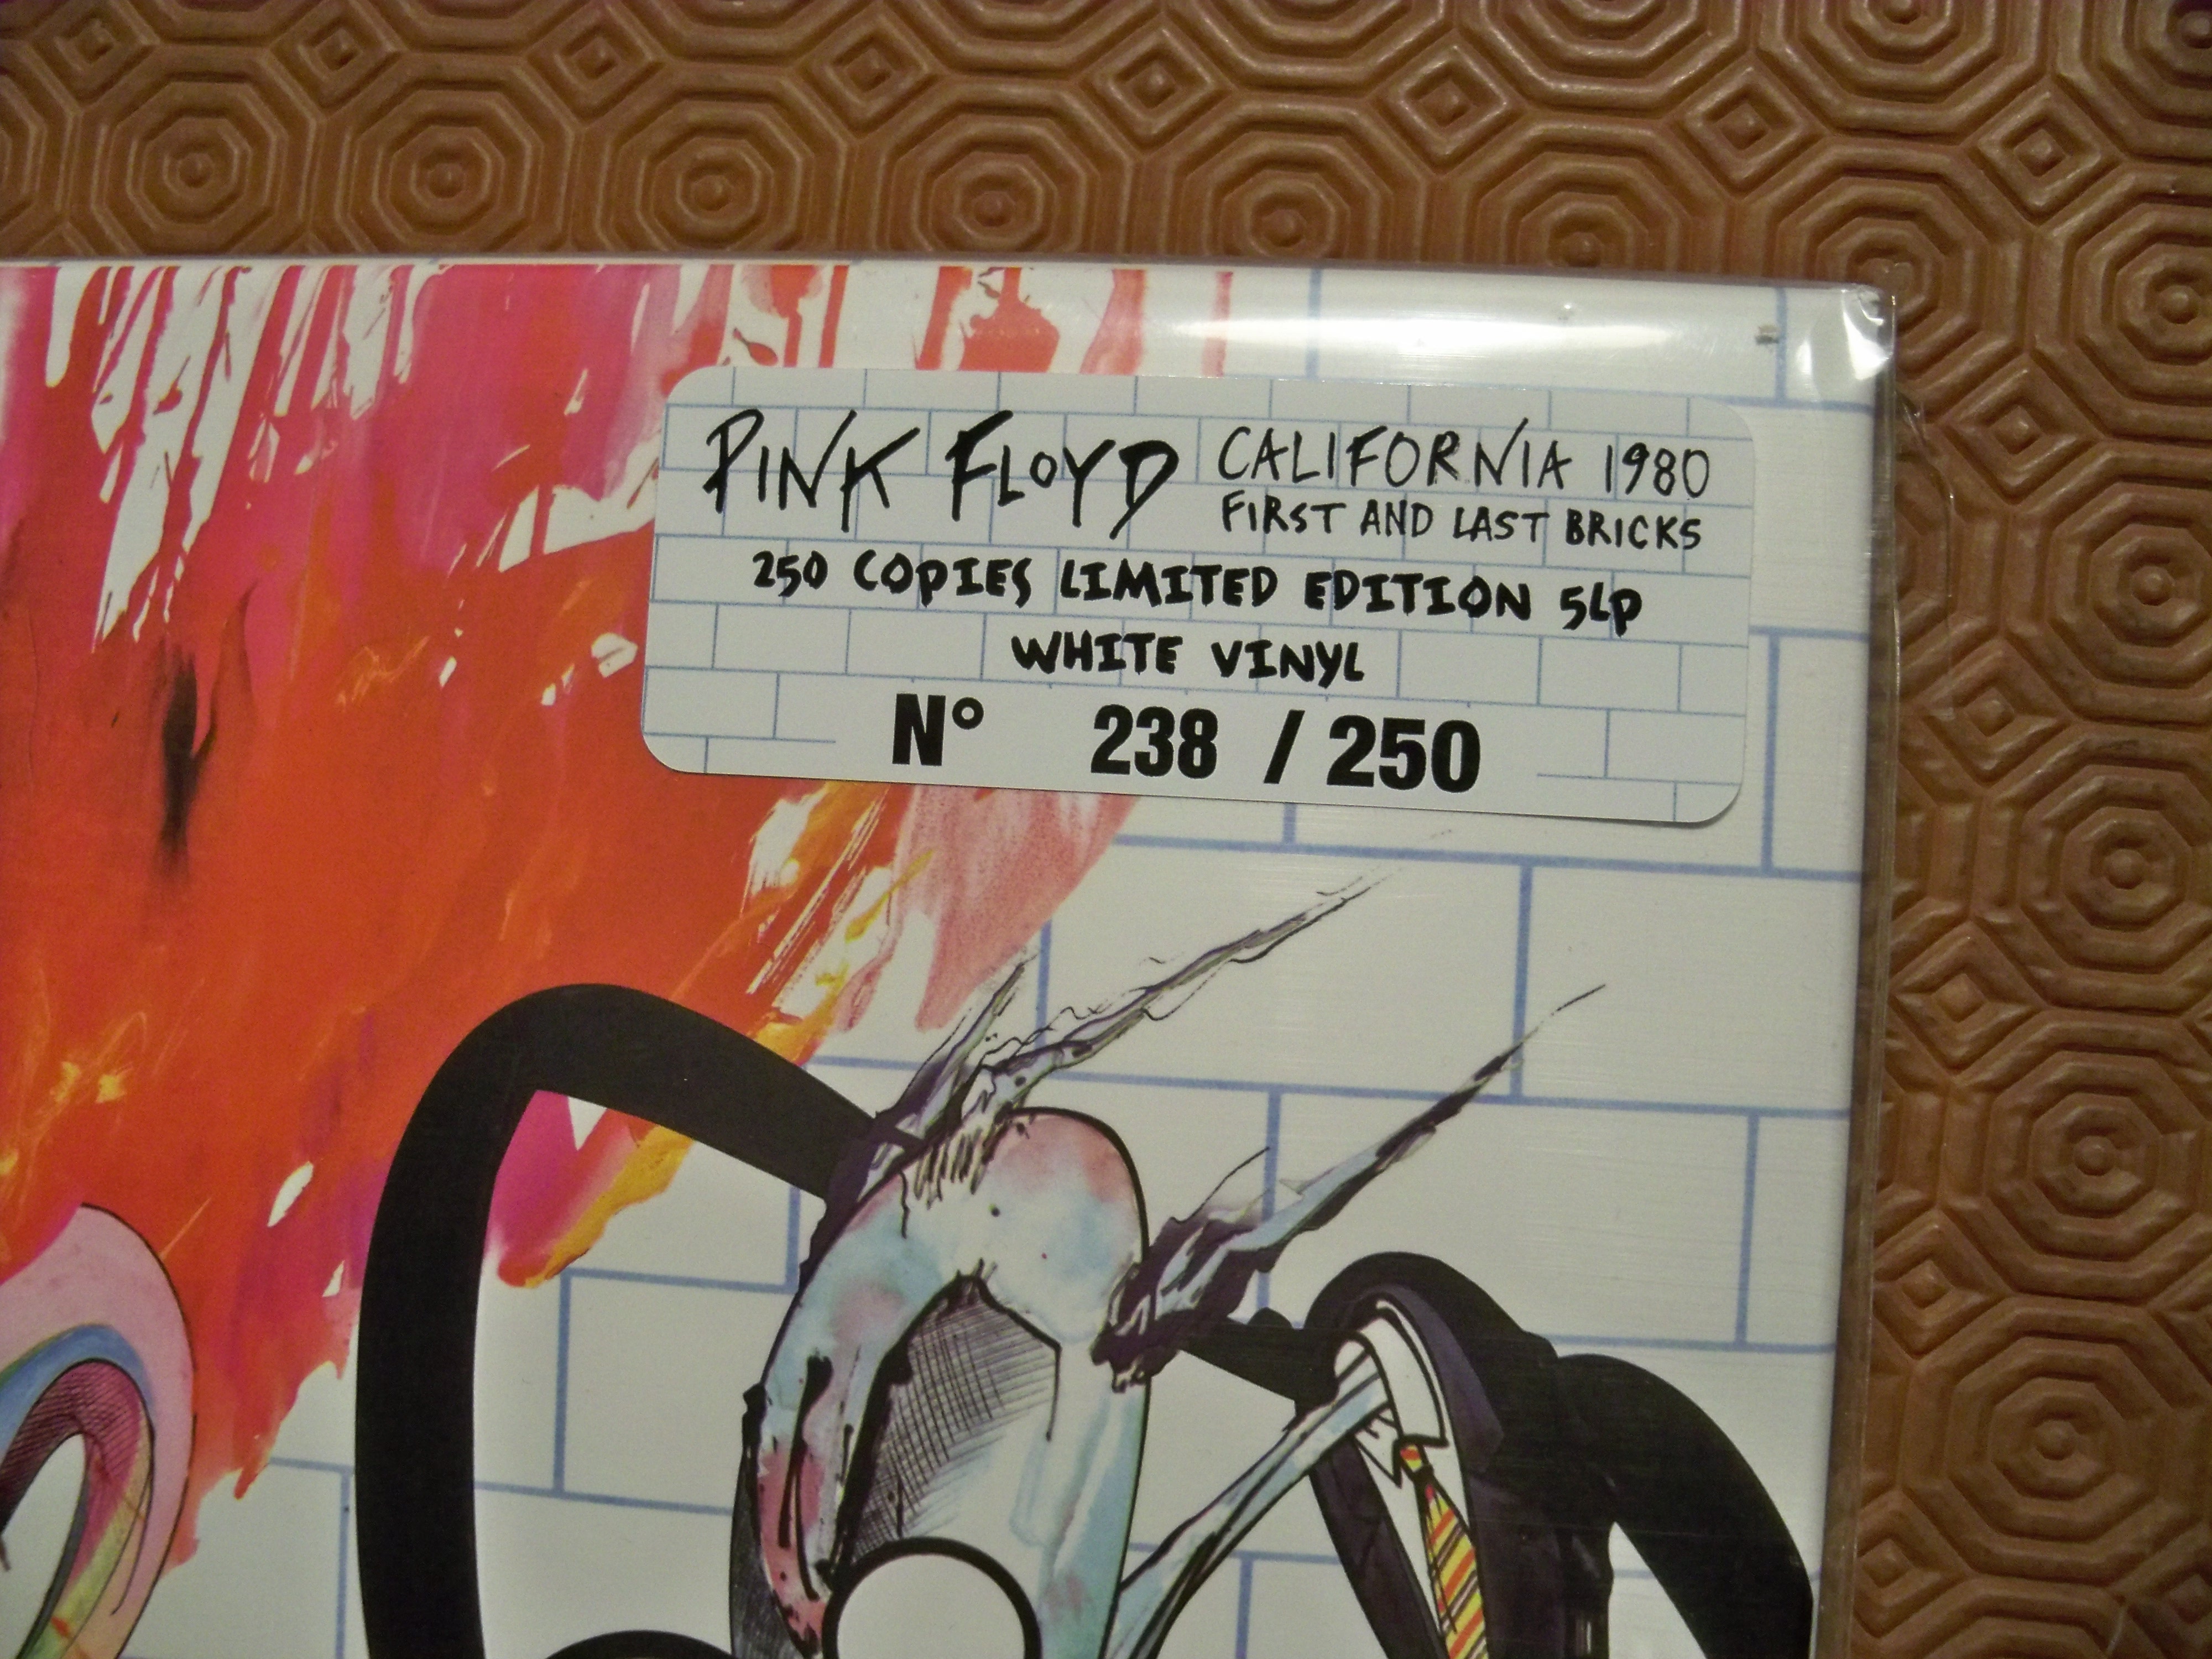 PINK FLOYD CALIFORNIA 1980
FIRST AND LAST BRICKS
250 COPIES LIMITED EDITION 5LP
WHITE VINYL
N° 238 / 250